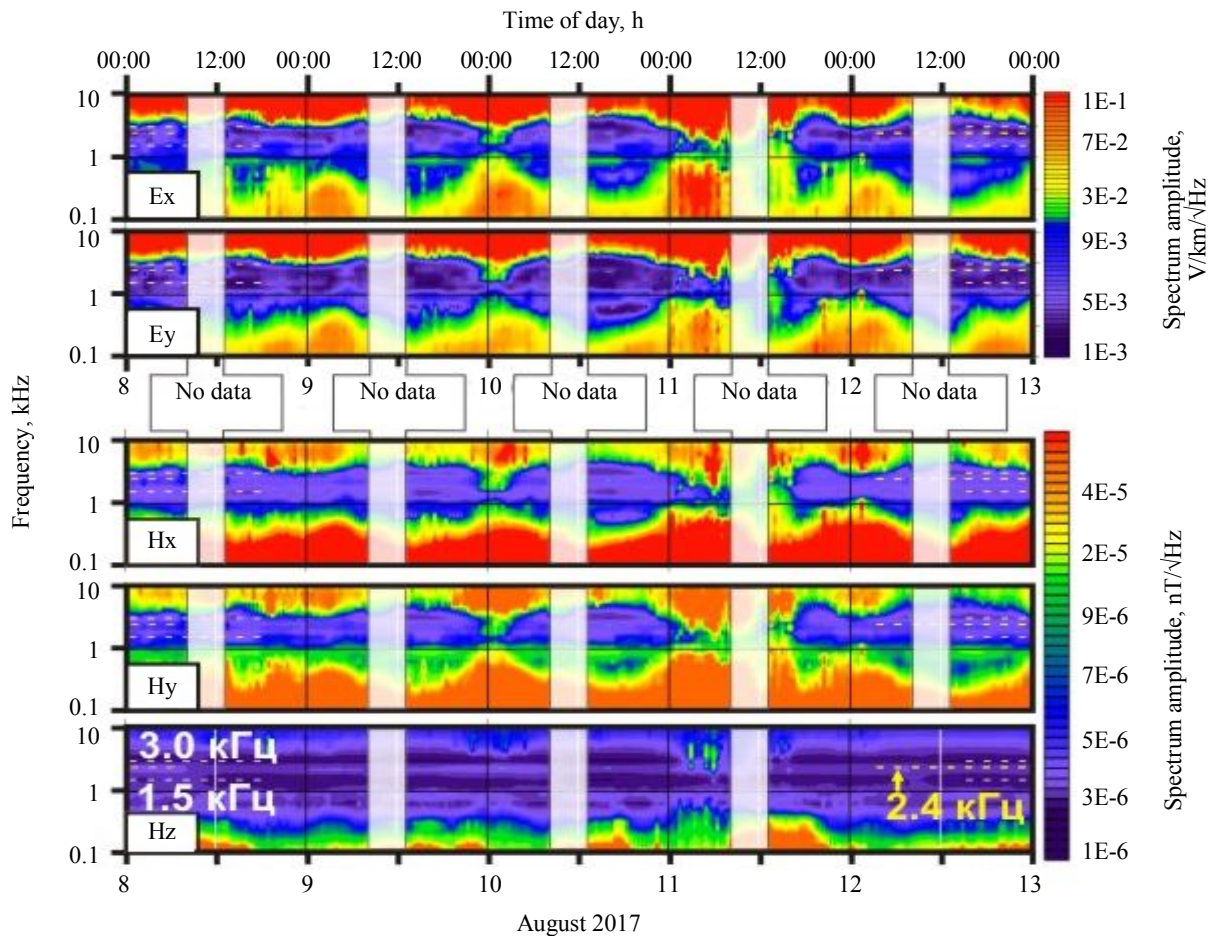 Time of day, h
00:00 12:00 00:00 12:00 00:00 12:00 00:00 12:00 00:00 12:00 00:00
10
1
0.1
Ex
10
1
0.1
Ey
1E-1
7E-2
3E-2
9E-3
5E-3
1E-3
Spectrum amplitude,
V/km/√Hz
8 9 10 11 12 13
No data No data No data No data No data
Frequency, kHz
10
1
0.1
Hx
10
1
0.1
Hy
10
1
0.1
3.0 кГц
1.5 кГц
2.4 кГц
Hz
4E-5
2E-5
9E-6
7E-6
5E-6
3E-6
1E-6
Spectrum amplitude, nT/√Hz
8 9 10 11 12 13
August 2017